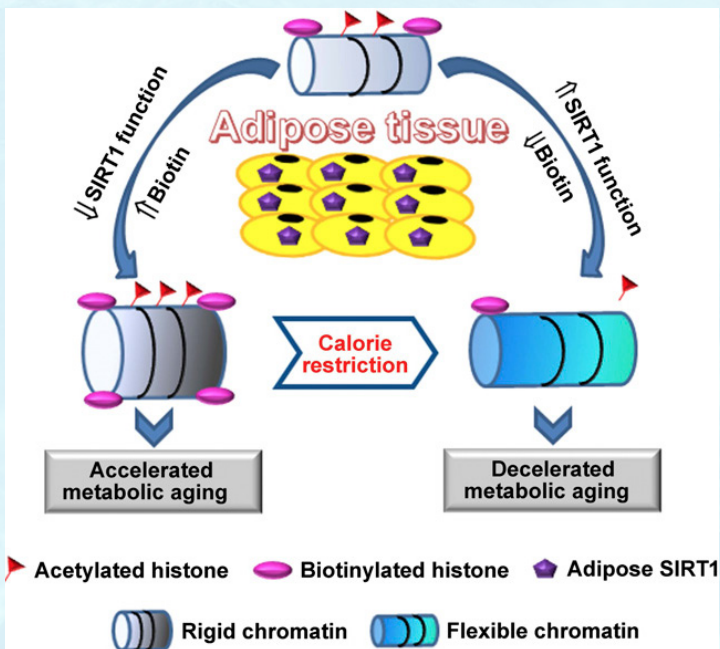 Adipose tissue
⇓SIRT1 function
⇑Biotin
⇑SIRT1 function
⇓Biotin
Calorie
restriction
Accelerated
metabolic aging
Decelerated
metabolic aging
Acetylated histone
Biotinylated histone
Adipose SIRT1
Rigid chromatin
Flexible chromatin